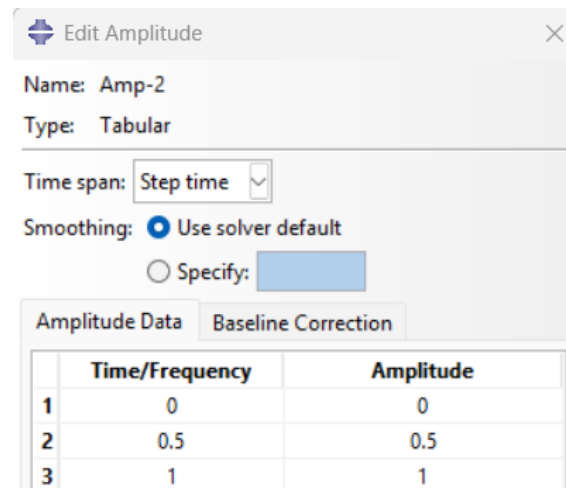 Edit Amplitude
Name: Amp-2
Type: Tabular
Time span: Step time
Smoothing: Use solver default
Specify:
Amplitude Data Baseline Correction
Time/Frequency Amplitude
1 0 0
2 0.5 0.5
3 1 1